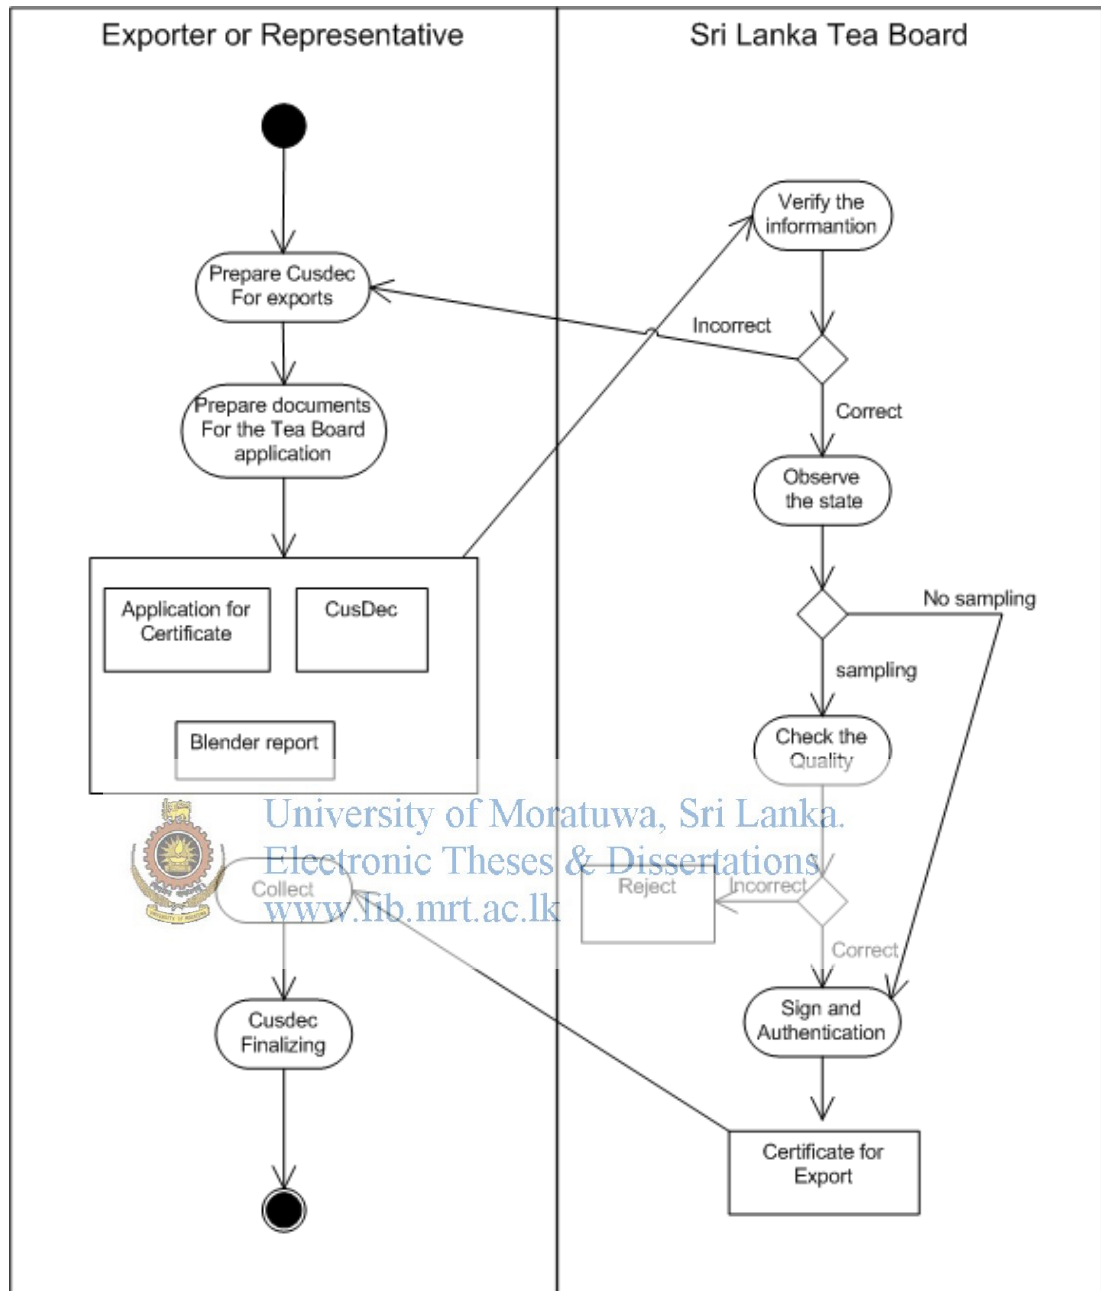 Exporter or Representative
Sri Lanka Tea Board
Verify the
informantion
Prepare Cusdec
For exports
Incorrect
Prepare documents
For the Tea Board
application
Correct
Observe
the state
Application for
Certificate
CusDec
No sampling
sampling
Blender report
Check the
Quality
University of Moratuwa, Sri Lanka.
Electronic Theses & Dissertations
www.lib.mrt.ac.lk
Collect
Reject
Incorrect
Correct
Cusdec
Finalizing
Sign and
Authentication
Certificate for
Export